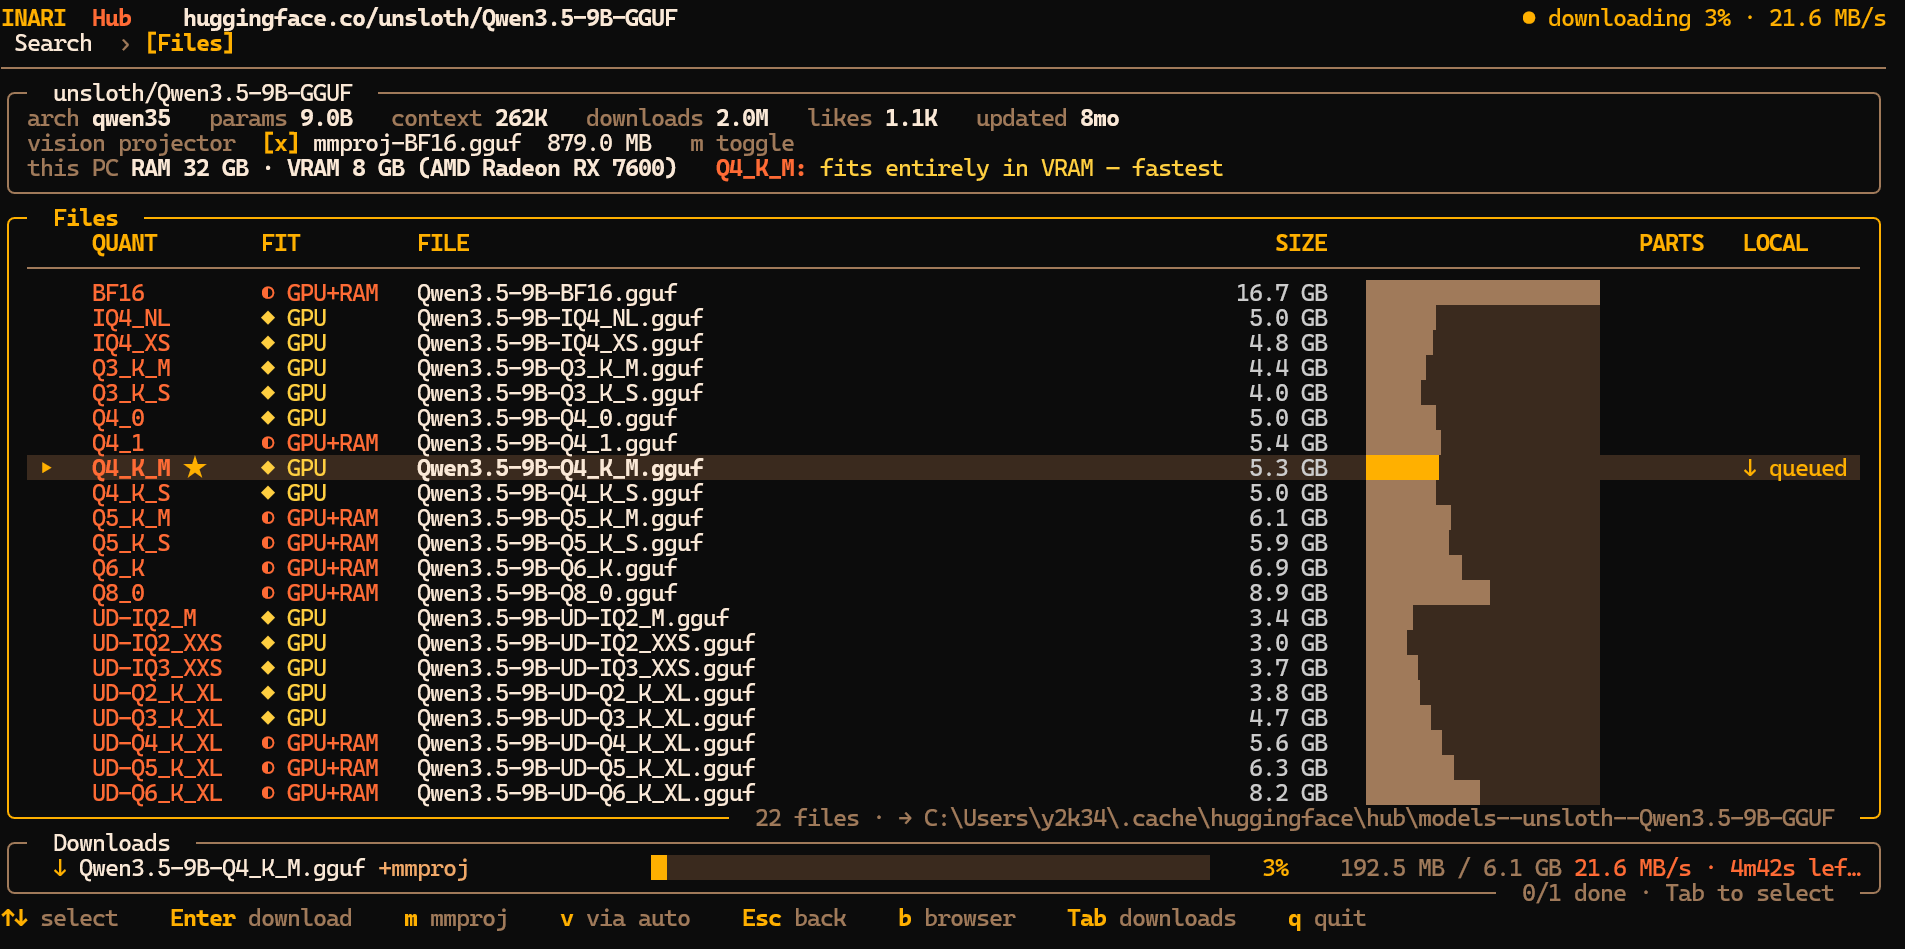 INARI Hub huggingface.co/unsloth/Qwen3.5-9B-GGUF ● downloading 3% · 21.6 MB/s
Search › [Files]
unsloth/Qwen3.5-9B-GGUF
arch qwen35 params 9.0B context 262K downloads 2.0M likes 1.1K updated 8mo
vision projector [x] mmproj-BF16.gguf 879.0 MB m toggle
this PC RAM 32 GB · VRAM 8 GB (AMD Radeon RX 7600) Q4_K_M: fits entirely in VRAM — fastest
Files
QUANT FIT FILE SIZE PARTS LOCAL
BF16 ◐ GPU+RAM Qwen3.5-9B-BF16.gguf 16.7 GB
IQ4_NL ◆ GPU Qwen3.5-9B-IQ4_NL.gguf 5.0 GB
IQ4_XS ◆ GPU Qwen3.5-9B-IQ4_XS.gguf 4.8 GB
Q3_K_M ◆ GPU Qwen3.5-9B-Q3_K_M.gguf 4.4 GB
Q3_K_S ◆ GPU Qwen3.5-9B-Q3_K_S.gguf 4.0 GB
Q4_0 ◆ GPU Qwen3.5-9B-Q4_0.gguf 5.0 GB
Q4_1 ◐ GPU+RAM Qwen3.5-9B-Q4_1.gguf 5.4 GB
▸ Q4_K_M ★ ◆ GPU Qwen3.5-9B-Q4_K_M.gguf 5.3 GB ↓ queued
Q4_K_S ◆ GPU Qwen3.5-9B-Q4_K_S.gguf 5.0 GB
Q5_K_M ◐ GPU+RAM Qwen3.5-9B-Q5_K_M.gguf 6.1 GB
Q5_K_S ◐ GPU+RAM Qwen3.5-9B-Q5_K_S.gguf 5.9 GB
Q6_K ◐ GPU+RAM Qwen3.5-9B-Q6_K.gguf 6.9 GB
Q8_0 ◐ GPU+RAM Qwen3.5-9B-Q8_0.gguf 8.9 GB
UD-IQ2_M ◆ GPU Qwen3.5-9B-UD-IQ2_M.gguf 3.4 GB
UD-IQ2_XXS ◆ GPU Qwen3.5-9B-UD-IQ2_XXS.gguf 3.0 GB
UD-IQ3_XXS ◆ GPU Qwen3.5-9B-UD-IQ3_XXS.gguf 3.7 GB
UD-Q2_K_XL ◆ GPU Qwen3.5-9B-UD-Q2_K_XL.gguf 3.8 GB
UD-Q3_K_XL ◆ GPU Qwen3.5-9B-UD-Q3_K_XL.gguf 4.7 GB
UD-Q4_K_XL ◐ GPU+RAM Qwen3.5-9B-UD-Q4_K_XL.gguf 5.6 GB
UD-Q5_K_XL ◐ GPU+RAM Qwen3.5-9B-UD-Q5_K_XL.gguf 6.3 GB
UD-Q6_K_XL ◐ GPU+RAM Qwen3.5-9B-UD-Q6_K_XL.gguf 8.2 GB
22 files · → C:\Users\y2k34\.cache\huggingface\hub\models--unsloth--Qwen3.5-9B-GGUF
Downloads
↓ Qwen3.5-9B-Q4_K_M.gguf +mmproj 3% 192.5 MB / 6.1 GB 21.6 MB/s · 4m42s lef…
0/1 done · Tab to select
↑↓ select Enter download m mmproj v via auto Esc back b browser Tab downloads q quit